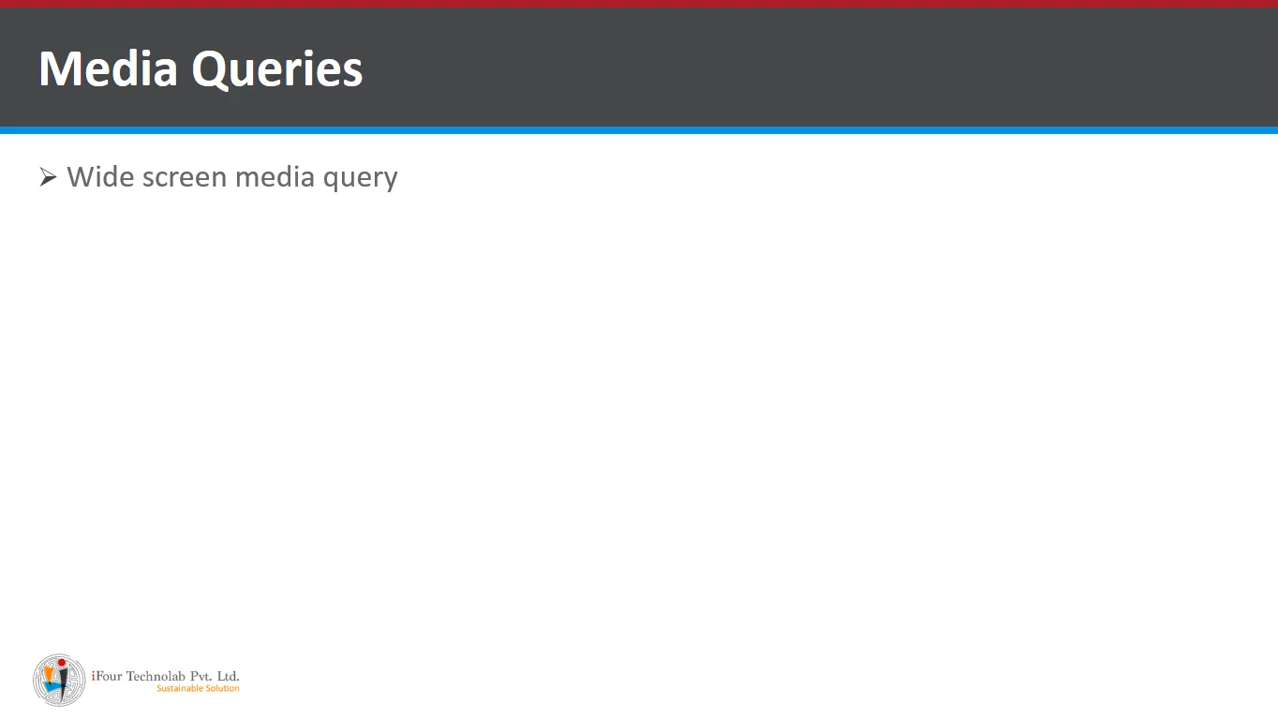 Media Queries
Wide screen media query
iFour Technolab Pvt. Ltd.
Sustainable Solution